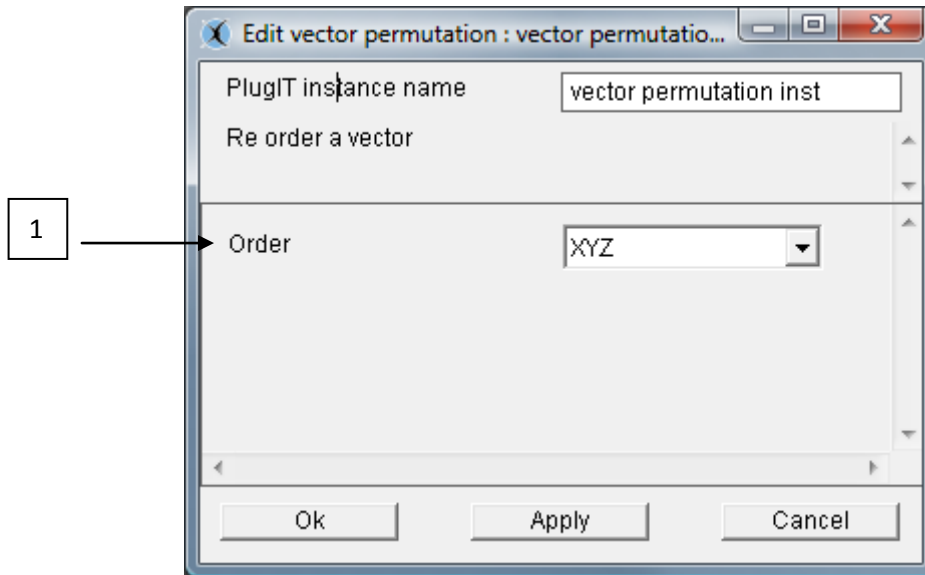 Edit vector permutation : vector permutatio...
PlugIT instance name
vector permutation inst
Re order a vector
1
Order
XYZ
Ok
Apply
Cancel